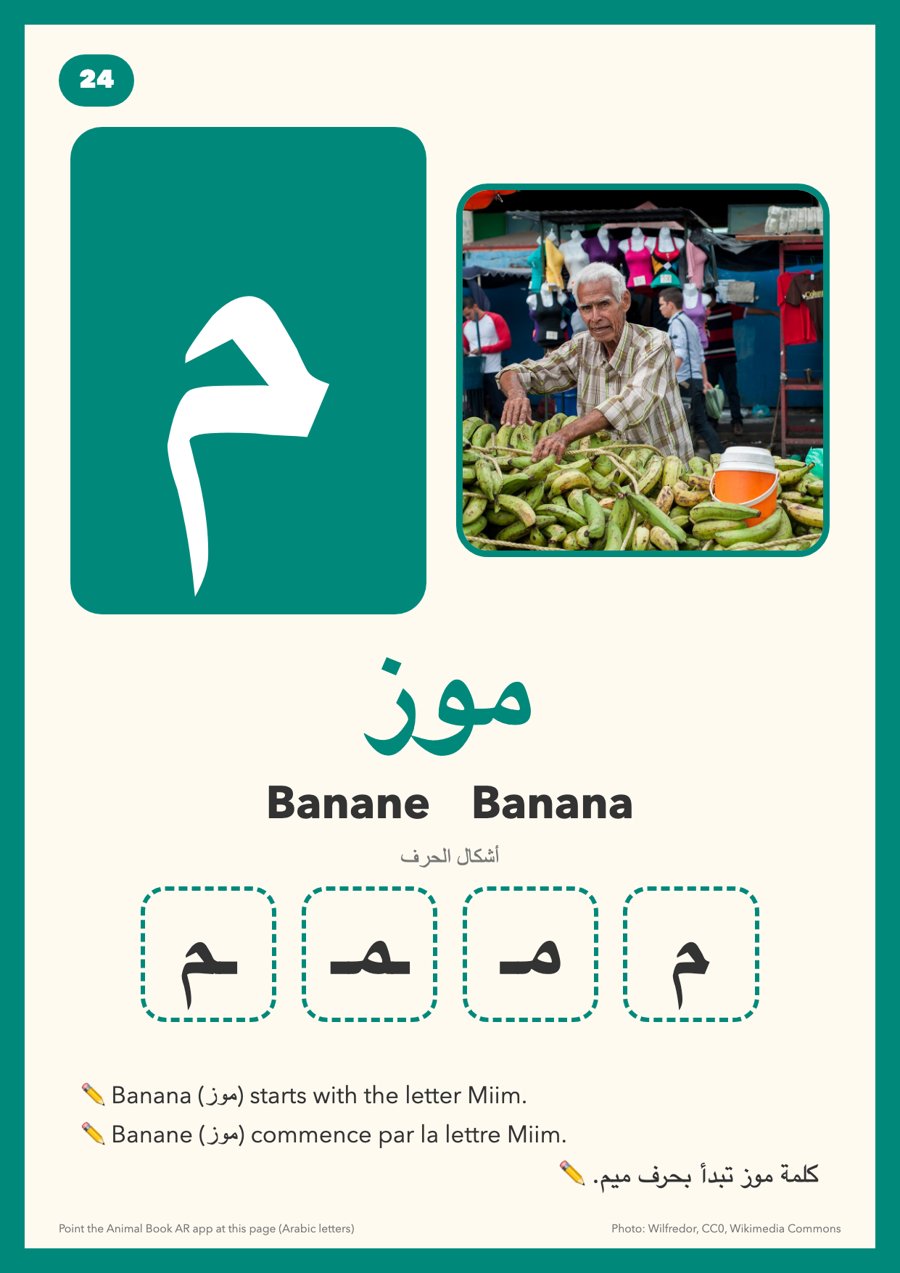 24
م
موز
Banane Banana
أشكال الحرف
م مـ ـمـ ـم
✏️ Banana (موز) starts with the letter Miim.
✏️ Banane (موز) commence par la lettre Miim.
✏️ كلمة موز تبدأ بحرف ميم.
Point the Animal Book AR app at this page (Arabic letters)
Photo: Wilfredor, CC0, Wikimedia Commons